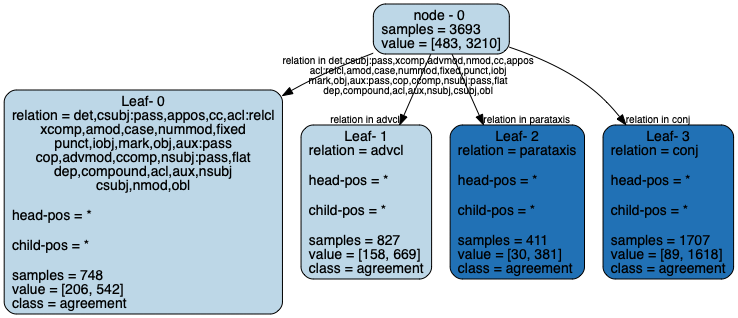 node - 0
samples = 3693
value = [483, 3210]
relation in det,csubj:pass,xcomp,advmod,nmod,cc,appos
acl:relcl,amod,case,nummod,fixed,punct,iobj
mark,obj,aux:pass,cop,ccomp,nsubj:pass,flat
dep,compound,acl,aux,nsubj,csubj,obl
relation in advcl
relation in parataxis
relation in conj
Leaf- 0
relation = det,csubj:pass,appos,cc,acl:relcl
xcomp,amod,case,nummod,fixed
punct,iobj,mark,obj,aux:pass
cop,advmod,ccomp,nsubj:pass,flat
dep,compound,acl,aux,nsubj
csubj,nmod,obl
head-pos = *
child-pos = *
samples = 748
value = [206, 542]
class = agreement
Leaf- 1
relation = advcl
head-pos = *
child-pos = *
samples = 827
value = [158, 669]
class = agreement
Leaf- 2
relation = parataxis
head-pos = *
child-pos = *
samples = 411
value = [30, 381]
class = agreement
Leaf- 3
relation = conj
head-pos = *
child-pos = *
samples = 1707
value = [89, 1618]
class = agreement